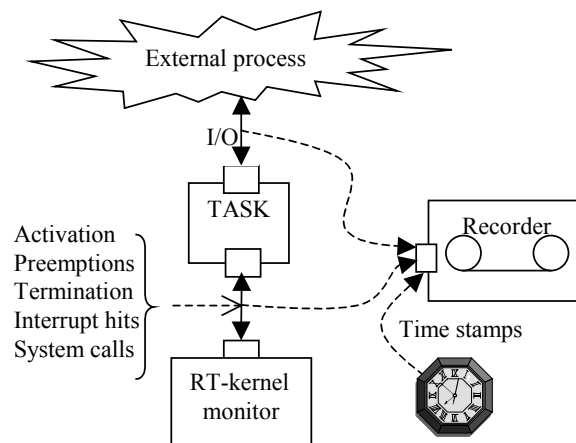 External process
I/O
TASK
Recorder
Activation
Preemptions
Termination
Interrupt hits
System calls
Time stamps
RT-kernel
monitor